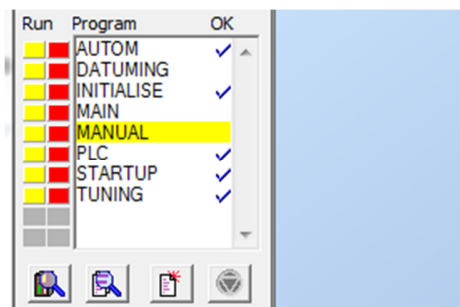 Run Program OK
AUTOM
DATUMING
INITIALISE
MAIN
MANUAL
PLC
STARTUP
TUNING